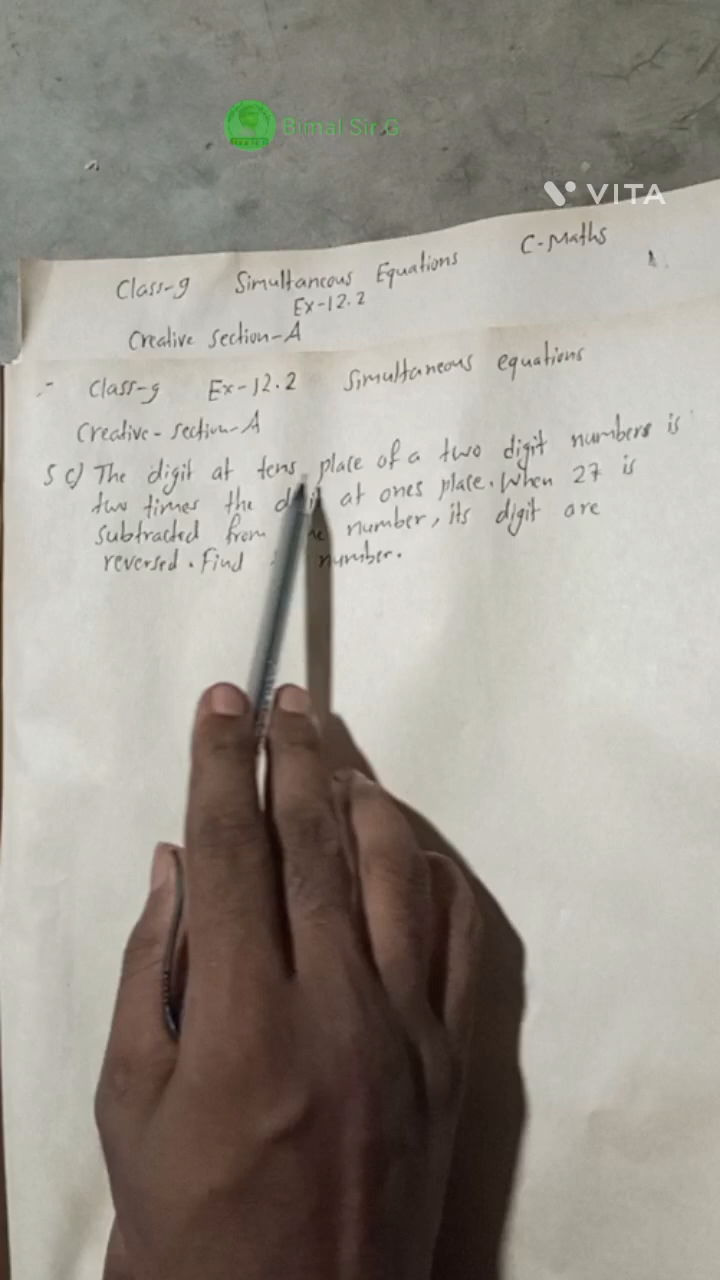 Bimal Sir G
VITA
Class-9 Simultaneous Equations C-Maths
Ex-12.2
Creative Section-A
Class-9 Ex-12.2 Simultaneous equations
Creative-section-A
5 c) The digit at tens place of a two digit numbers is
two times the at ones place. When 27 is
subtracted from number, its digit are
reversed. Find number.